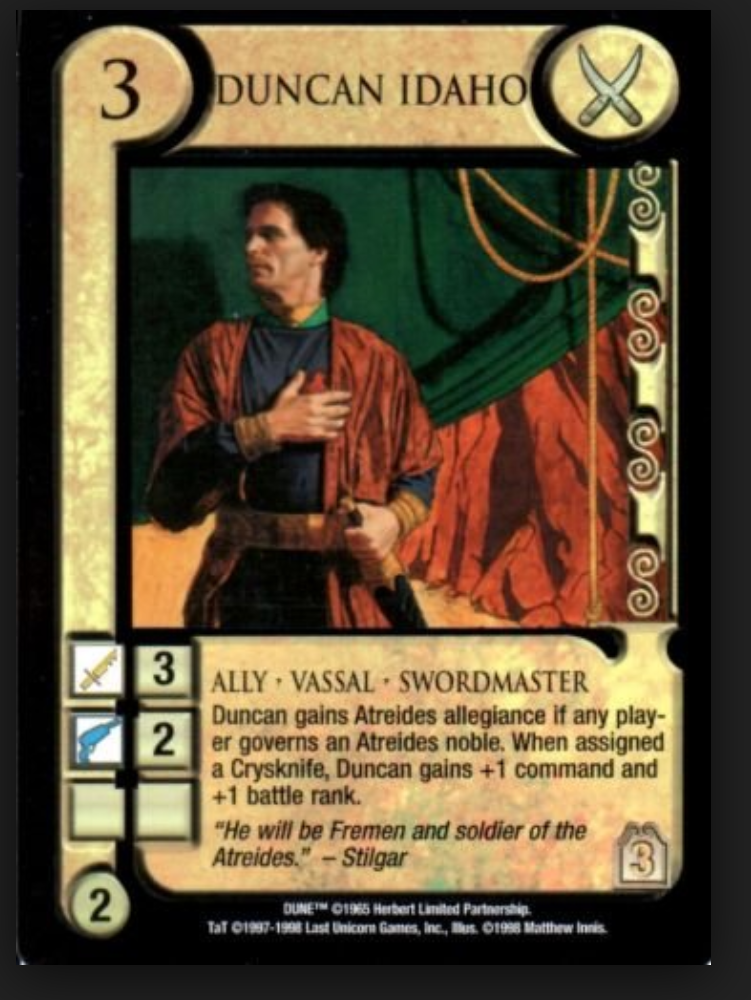 3
DUNCAN IDAHO
3
2
ALLY · VASSAL · SWORDMASTER
Duncan gains Atreides allegiance if any play-
er governs an Atreides noble. When assigned
a Crysknife, Duncan gains +1 command and
+1 battle rank.
“He will be Fremen and soldier of the
Atreides.” – Stilgar
3
2
DUNE™ ©1965 Herbert Limited Partnership.
TaT ©1997-1998 Last Unicorn Games, Inc., Illus. ©1998 Matthew Innis.